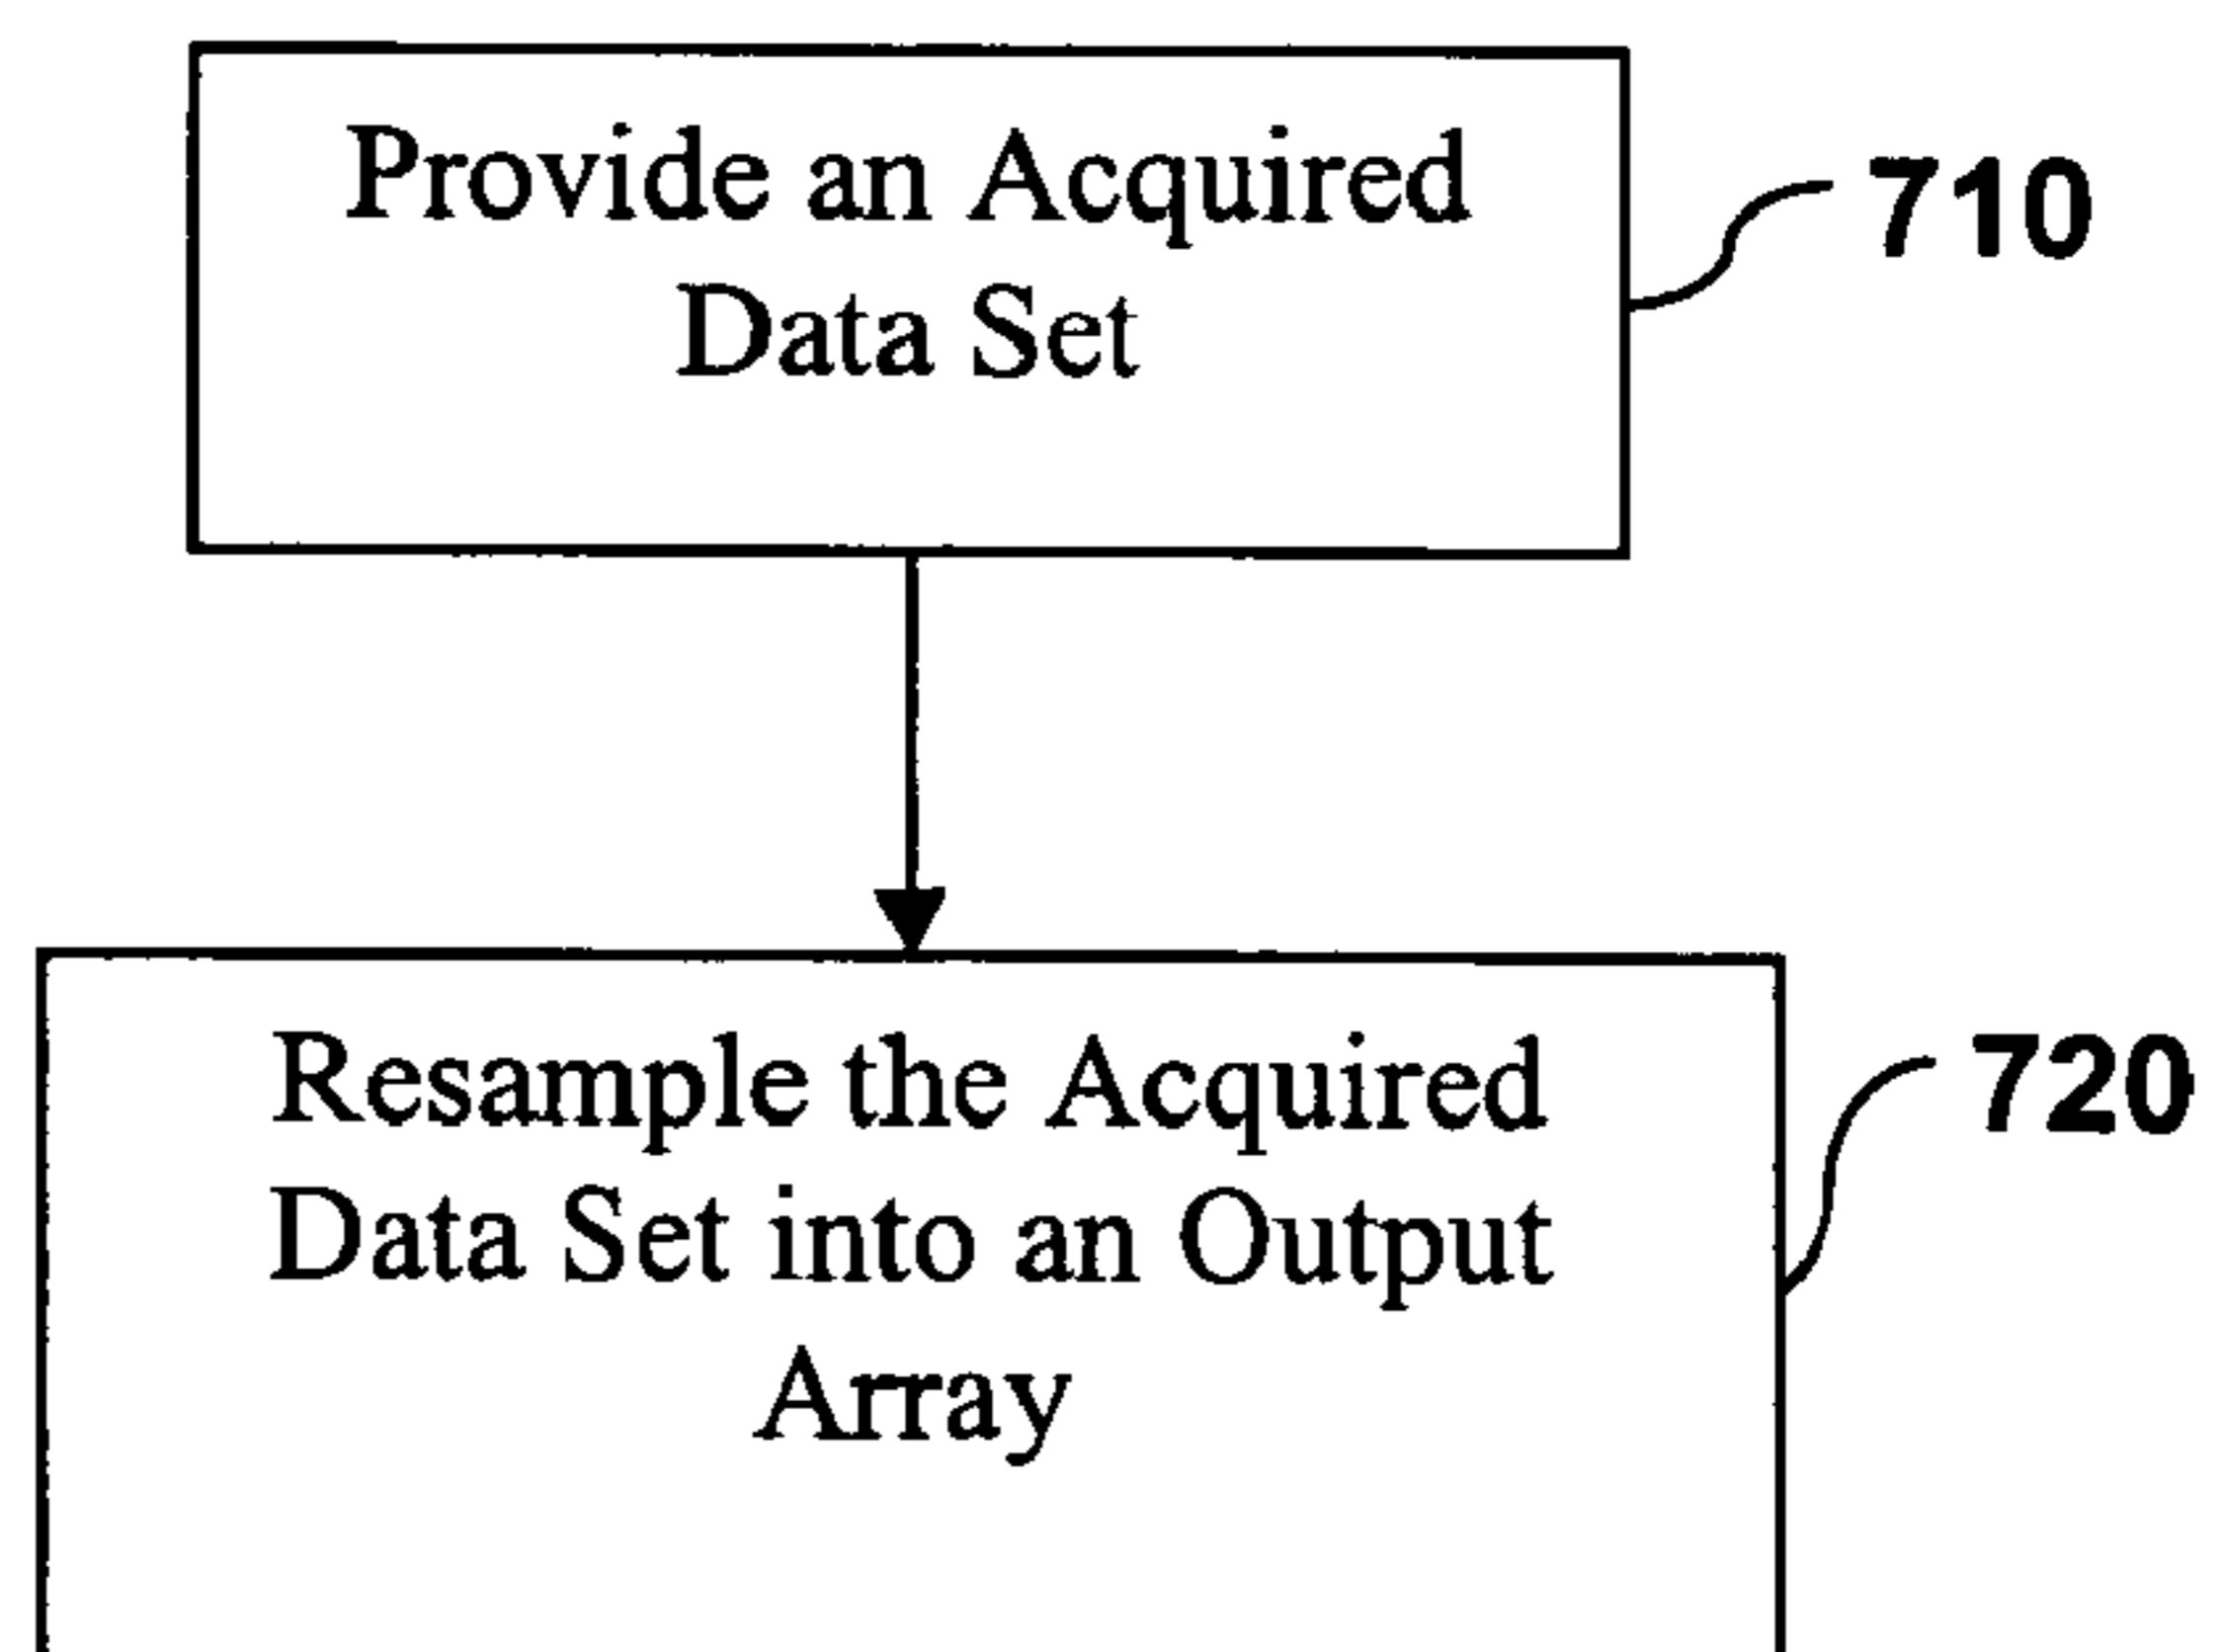 Provide an Acquired
Data Set
710
Resample the Acquired
Data Set into an Output
Array
720